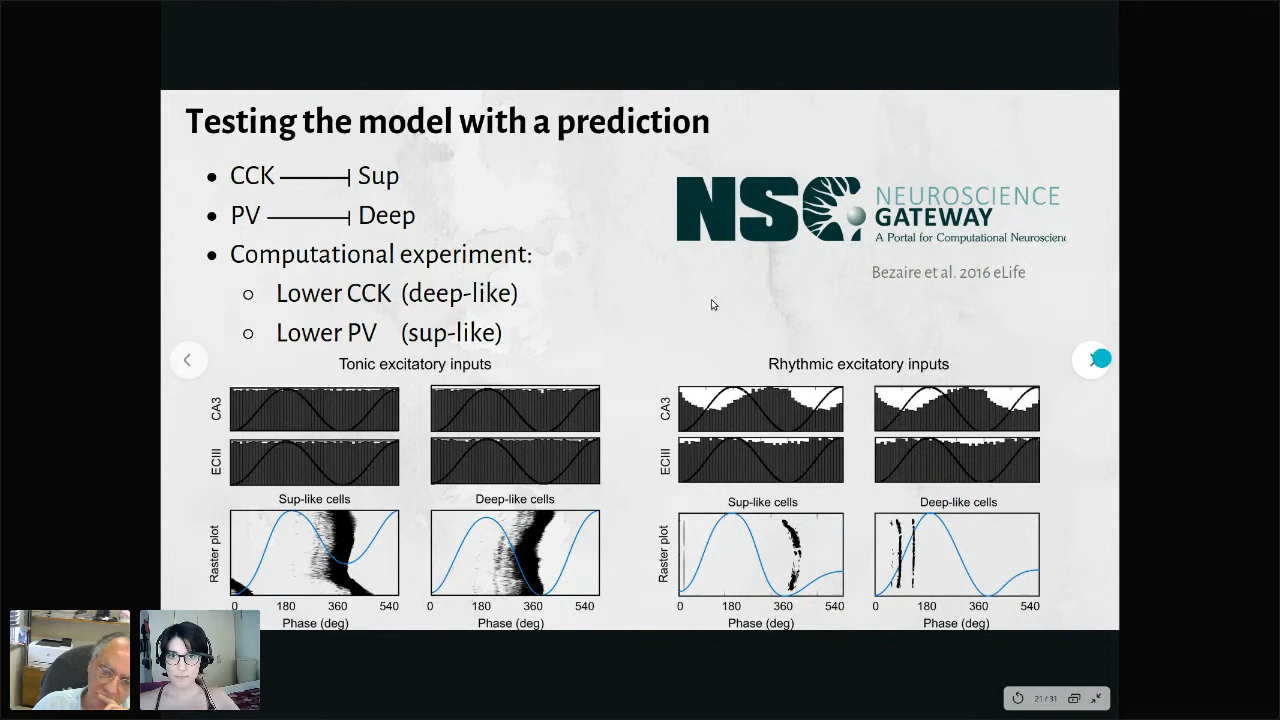 Testing the model with a prediction
• CCK Sup
• PV Deep
• Computational experiment:
○ Lower CCK (deep-like)
○ Lower PV (sup-like)
NSG NEUROSCIENCE
GATEWAY
A Portal for Computational Neuroscienc
Bezaire et al. 2016 eLife
Tonic excitatory inputs
CA3
ECIII
Sup-like cells
Deep-like cells
Raster plot
0 180 360 540
0 180 360 540
Phase (deg)
Phase (deg)
Rhythmic excitatory inputs
CA3
ECIII
Sup-like cells
Deep-like cells
Raster plot
0 180 360 540
0 180 360 540
Phase (deg)
Phase (deg)
21 / 31